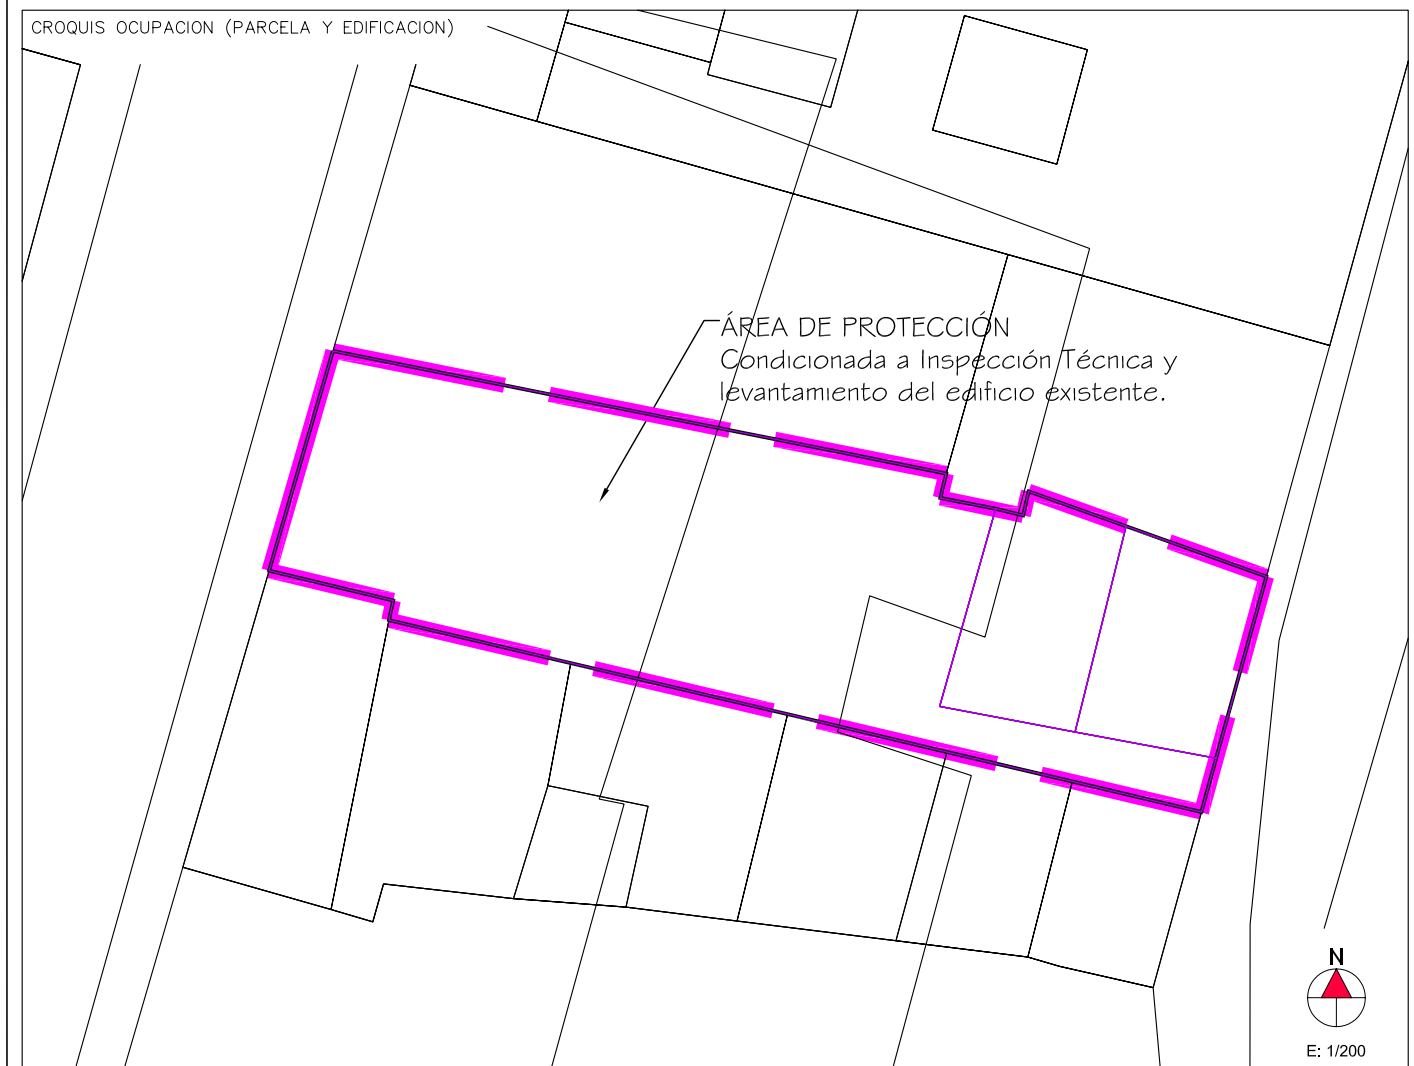 CROQUIS OCUPACION (PARCELA Y EDIFICACION)
ÁREA DE PROTECCIÓN
Condicionada a Inspección Técnica y
levantamiento del edificio existente.
N
E: 1/200